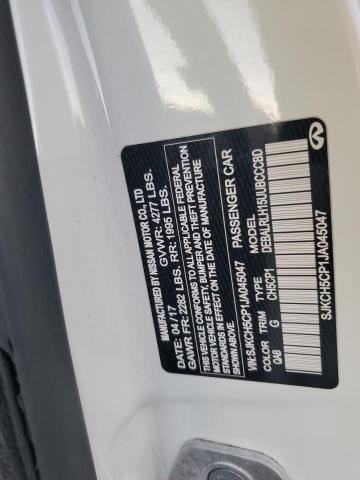 MANUFACTURED BY NISSAN MOTOR CO., LTD
GVWR: 4277 LBS.
DATE: 04/17
GAWR FR: 2282 LBS. RR: 1995 LBS.
THIS VEHICLE CONFORMS TO ALL APPLICABLE FEDERAL
MOTOR VEHICLE SAFETY, BUMPER AND THEFT PREVENTION
STANDARDS IN EFFECT ON THE DATE OF MANUFACTURE
SHOWN ABOVE.
VIN:SJKCH5CP1JA045047 PASSENGER CAR
COLOR TRIM TYPE MODEL
QAB G CH5CP1
SJKCH5CP1JA045047